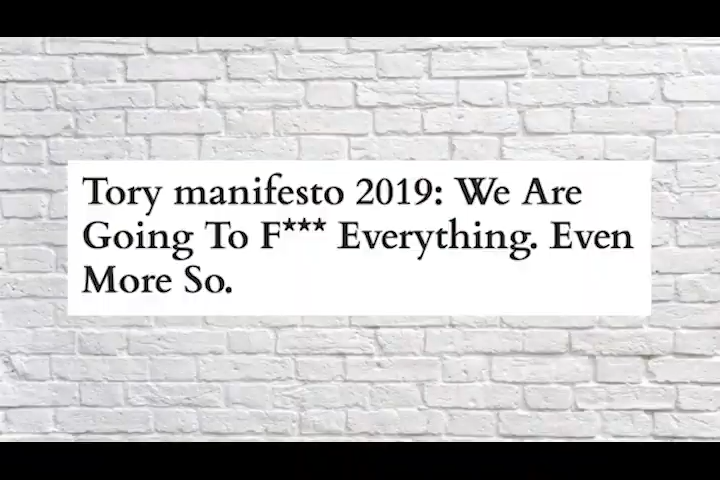 Tory manifesto 2019: We Are
Going To F*** Everything. Even
More So.